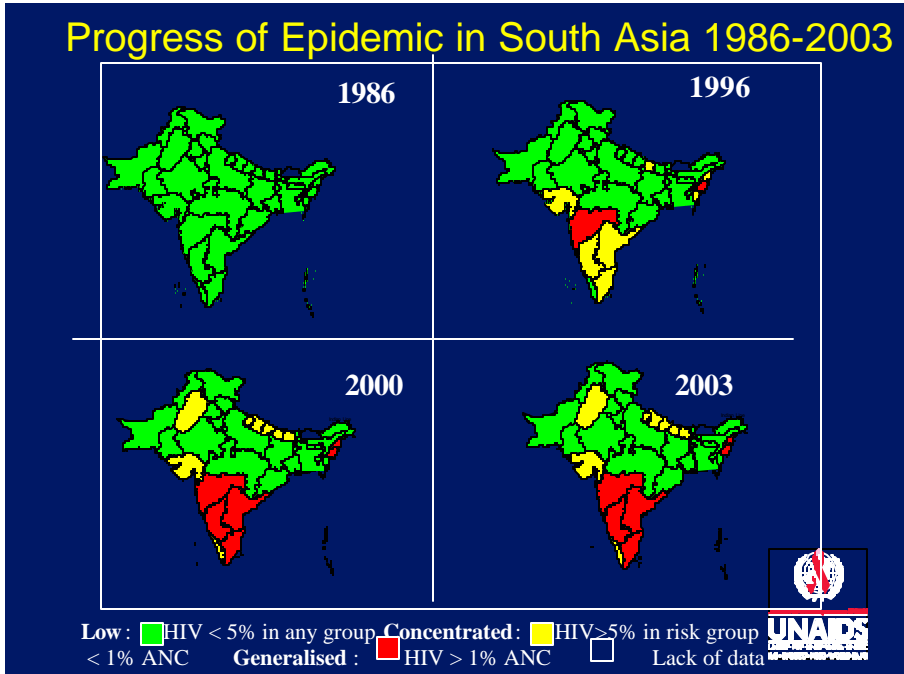 Progress of Epidemic in South Asia 1986-2003
1986
1996
2000
2003
Low : HIV < 5% in any group Concentrated : HIV>5% in risk group
< 1% ANC Generalised : HIV > 1% ANC Lack of data
UNAIDS